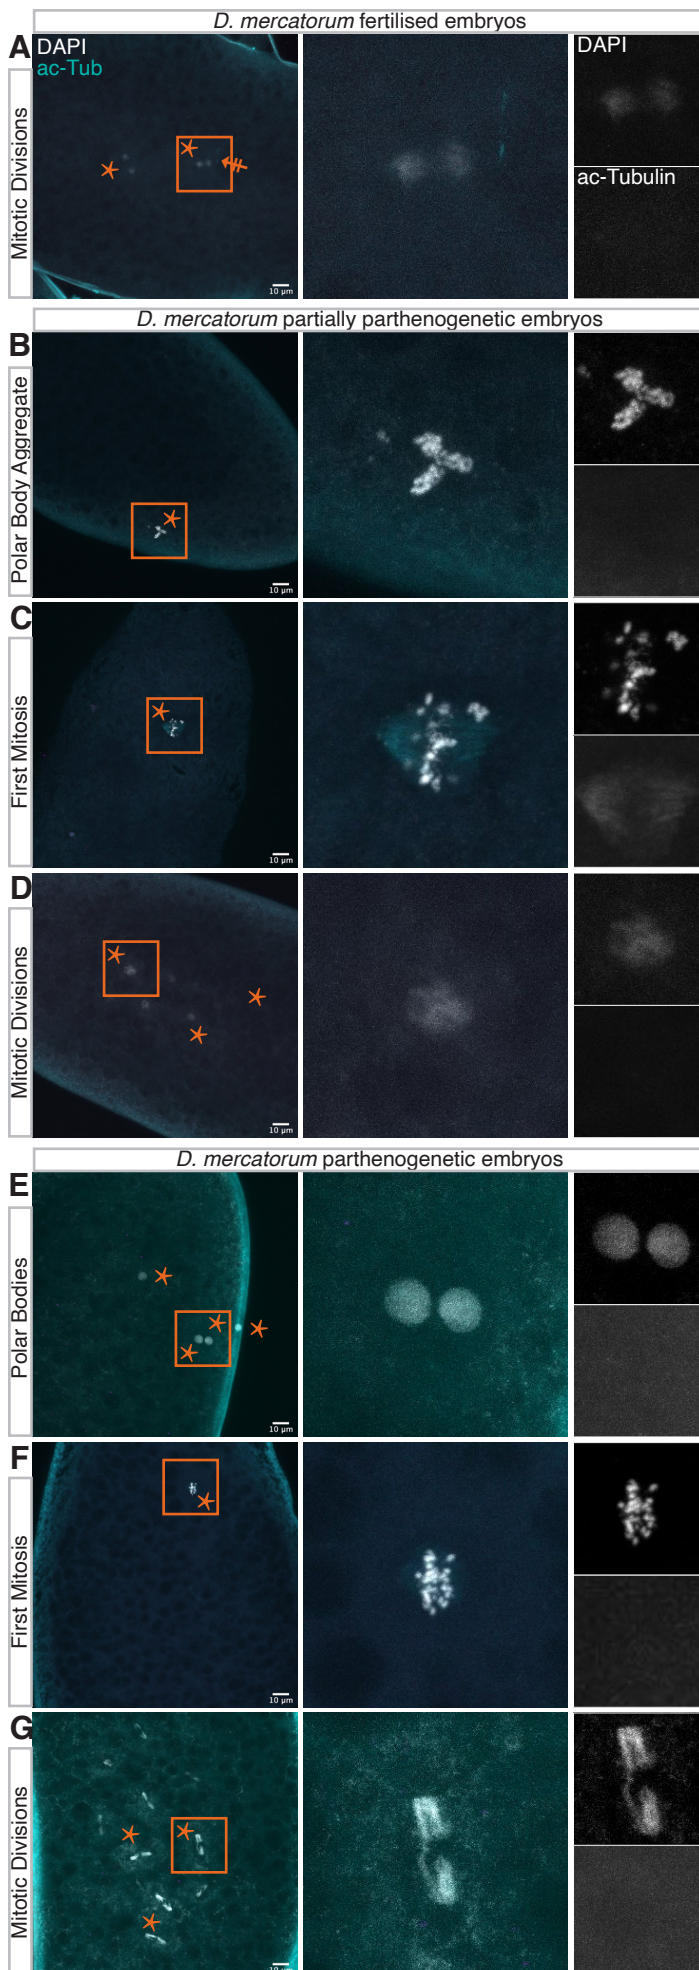 D. mercatorum fertilised embryos
A
DAPI
ac-Tub
DAPI
ac-Tubulin
Mitotic Divisions
10 µm
D. mercatorum partially parthenogenetic embryos
B
Polar Body Aggregate
10 µm
C
First Mitosis
10 µm
D
Mitotic Divisions
10 µm
D. mercatorum parthenogenetic embryos
E
Polar Bodies
10 µm
F
First Mitosis
10 µm
G
Mitotic Divisions
10 µm